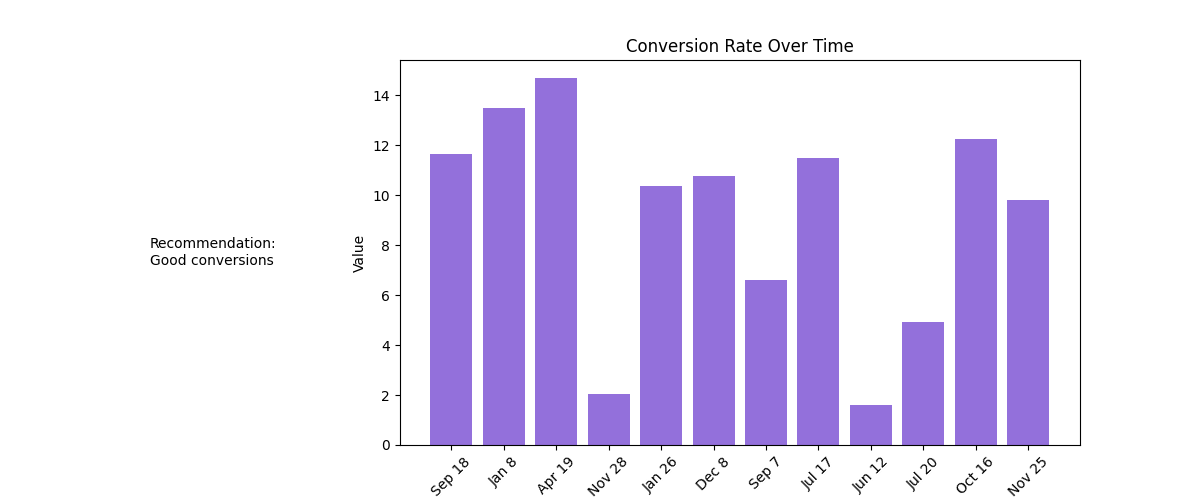 Conversion Rate Over Time
Recommendation:
Good conversions
Value
14
12
10
8
6
4
2
0
Sep 18
Jan 8
Apr 19
Nov 28
Jan 26
Dec 8
Sep 7
Jul 17
Jun 12
Jul 20
Oct 16
Nov 25